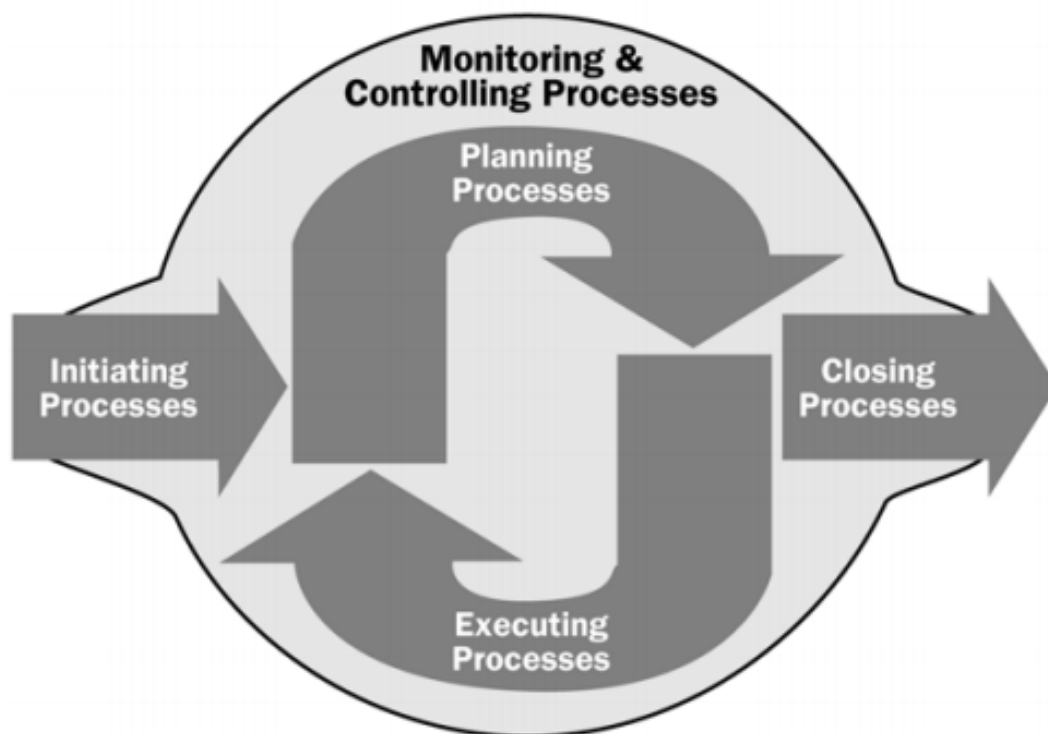 Monitoring &
Controlling Processes
Planning
Processes
Initiating
Processes
Closing
Processes
Executing
Processes